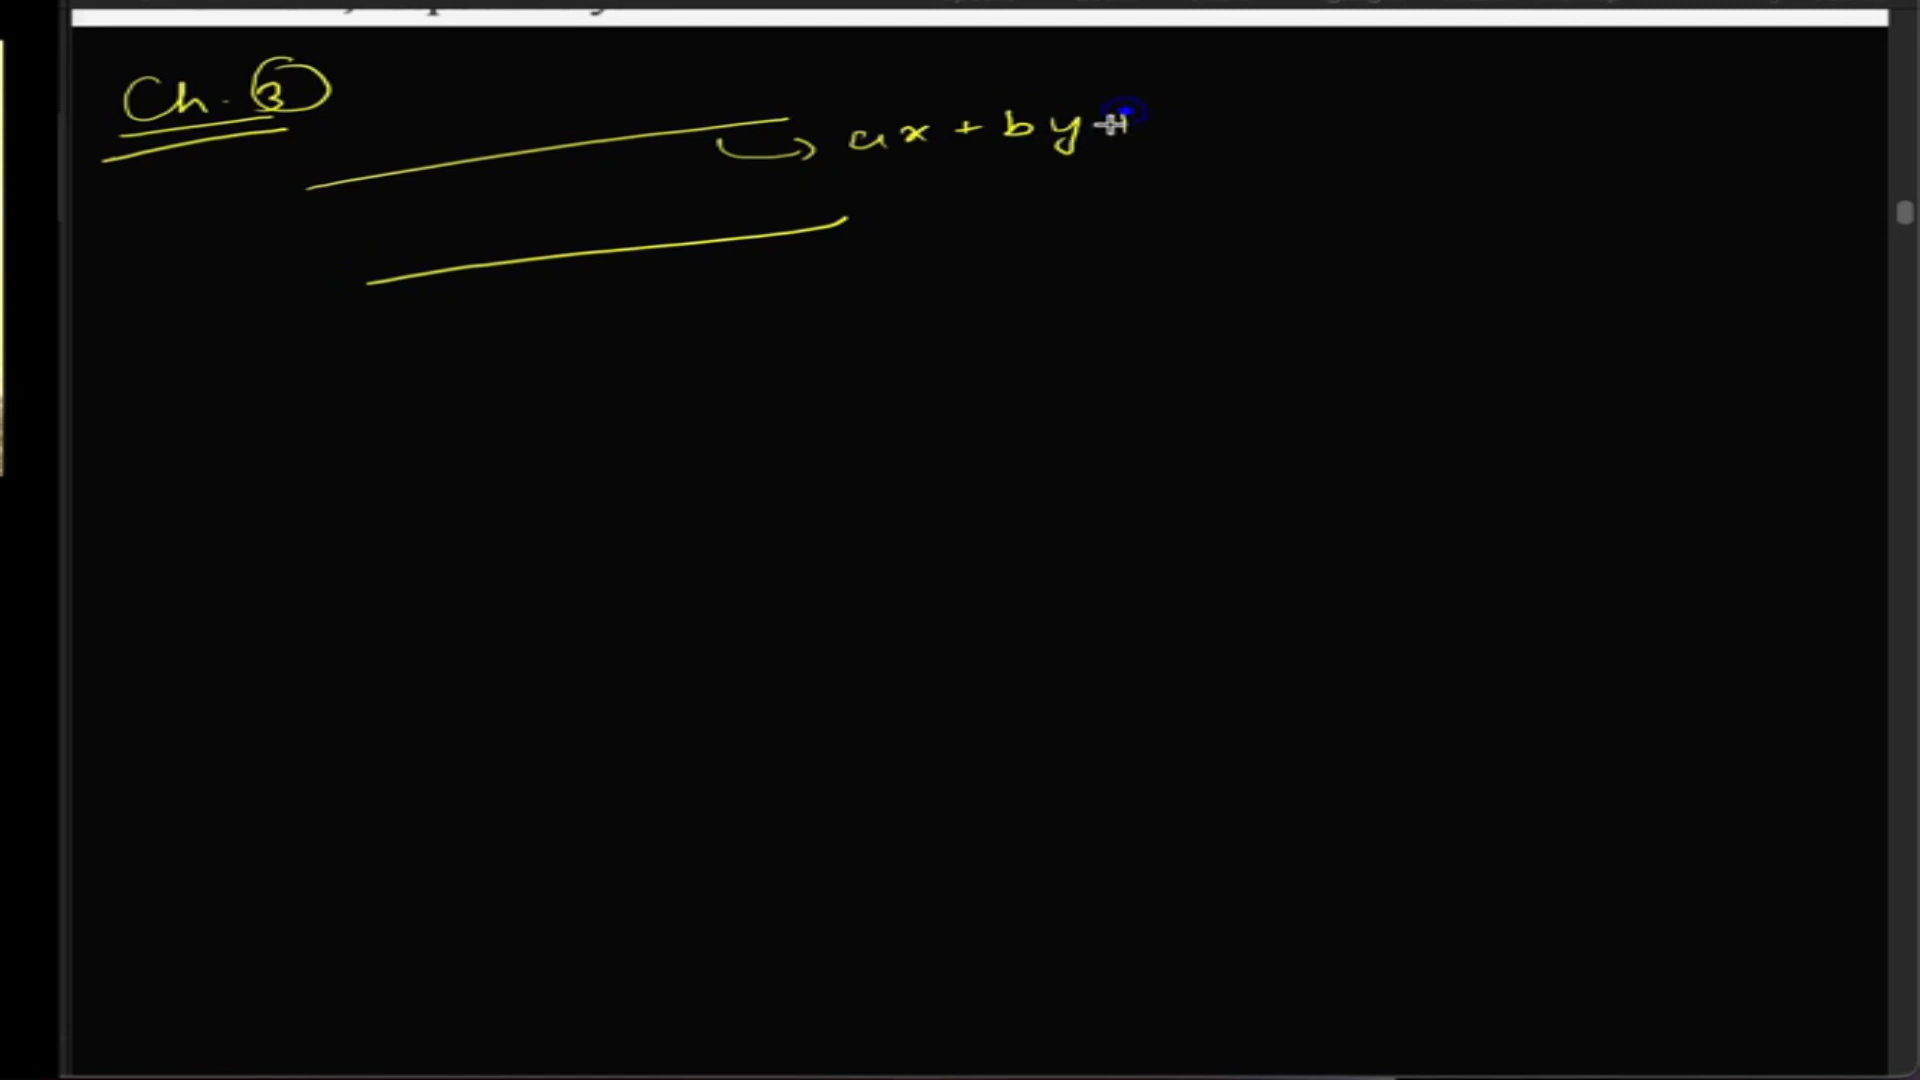 Ch. 3
ax + by +